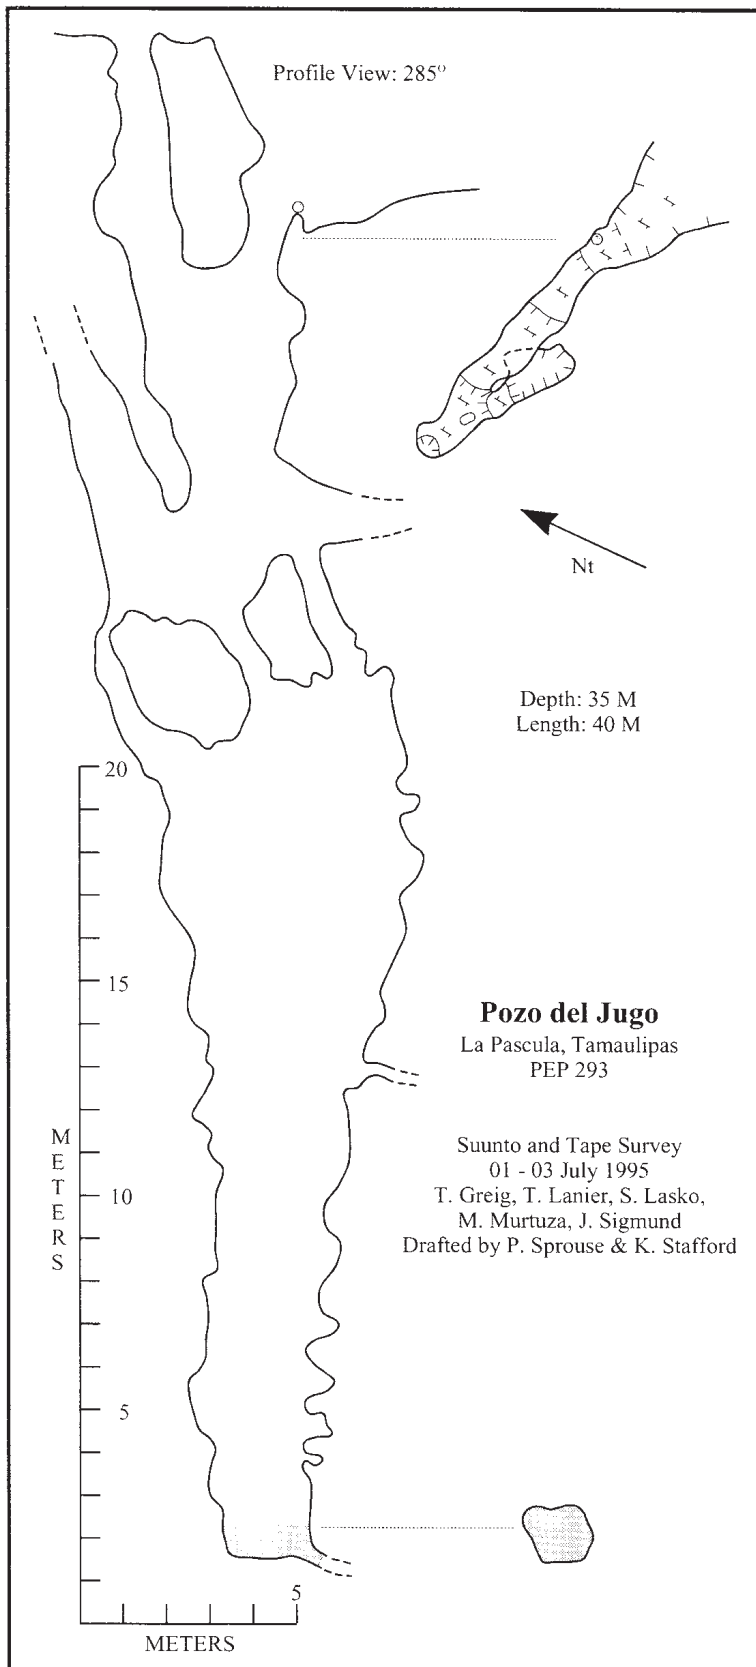 Profile View: 285°
Nt
Depth: 35 M
Length: 40 M
20
15
Pozo del Jugo
La Pascula, Tamaulipas
PEP 293
Suunto and Tape Survey
01 - 03 July 1995
T. Greig, T. Lanier, S. Lasko,
M. Murtuza, J. Sigmund
Drafted by P. Sprouse & K. Stafford
METERS
10
5
5
METERS